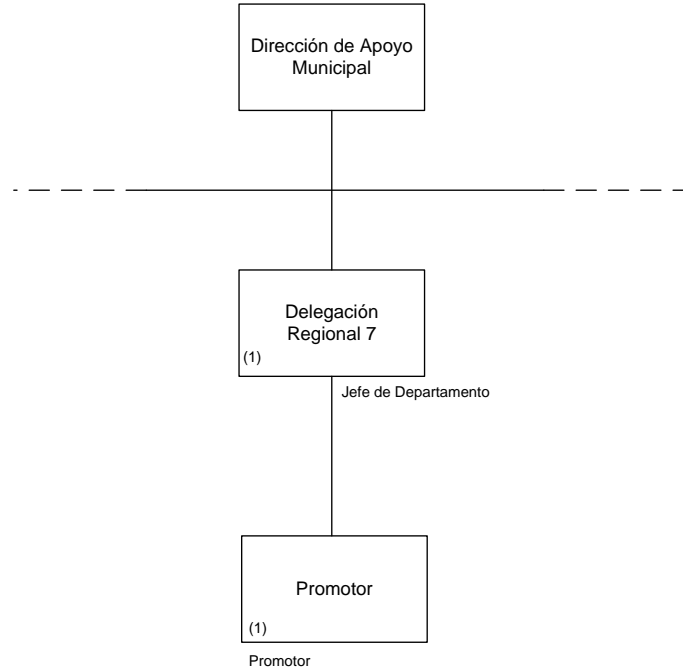 Dirección de Apoyo
Municipal
Delegación
Regional 7
(1)
Jefe de Departamento
Promotor
(1)
Promotor